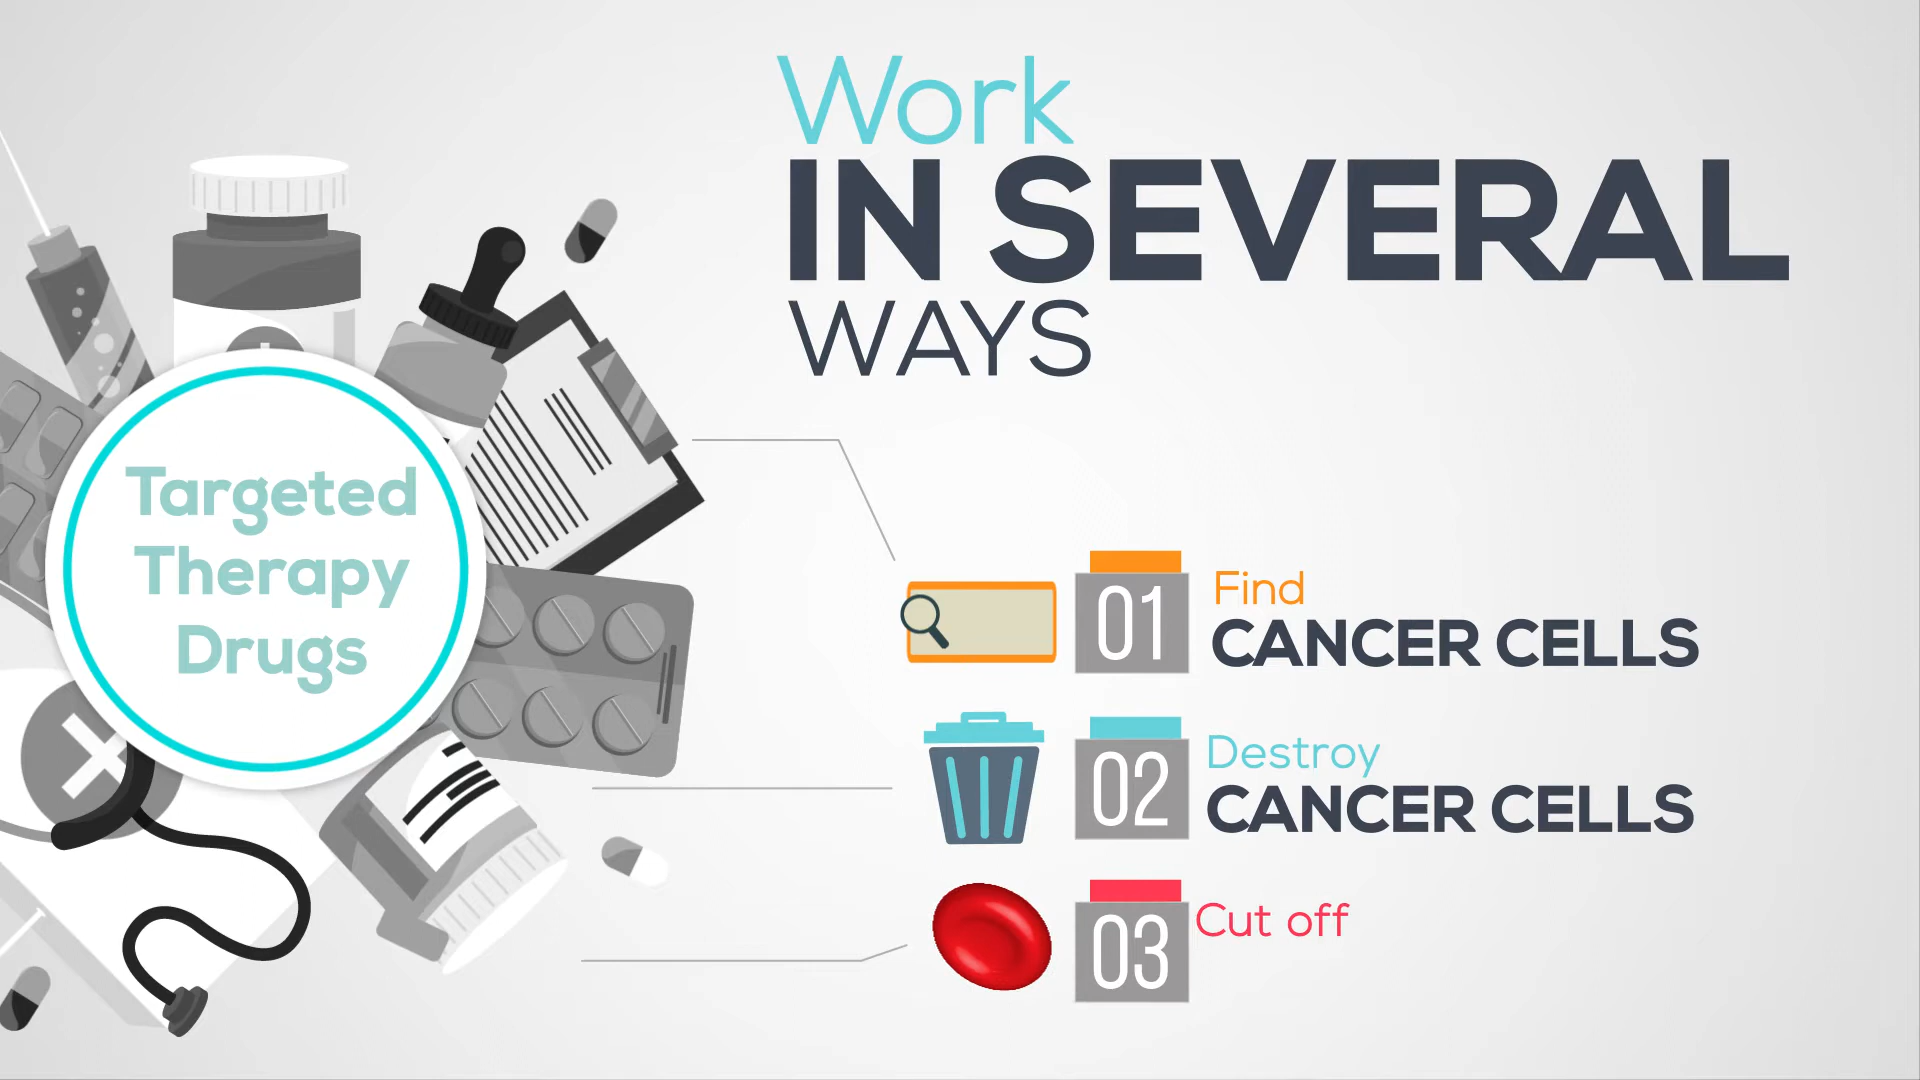 Work
IN SEVERAL
WAYS
Targeted
Therapy
Drugs
01
Find
CANCER CELLS
02
Destroy
CANCER CELLS
03
Cut off